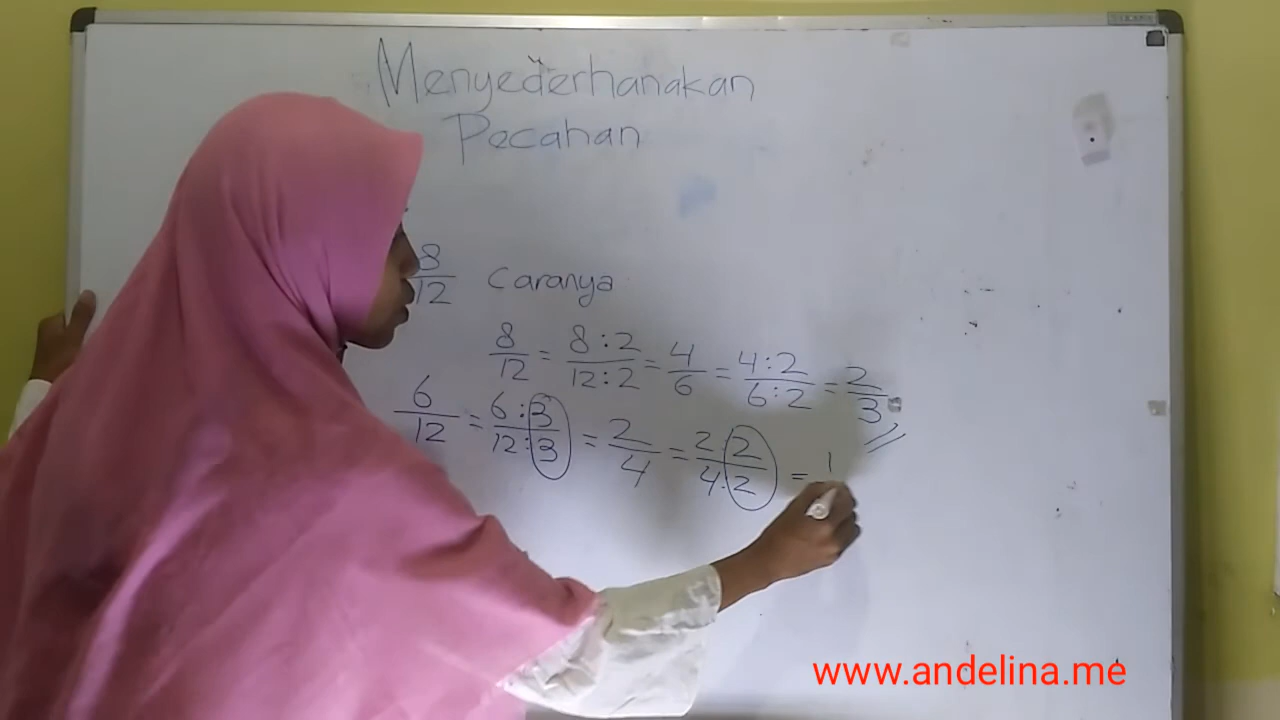 Menyederhanakan
Pecahan
8/12 Caranya
8/12 = 8:2/12:2 = 4/6 = 4:2/6:2 = 2/3
6/12 = 6:3/12:3 = 2/4 = 2:2/4:2 = 1
www.andelina.me